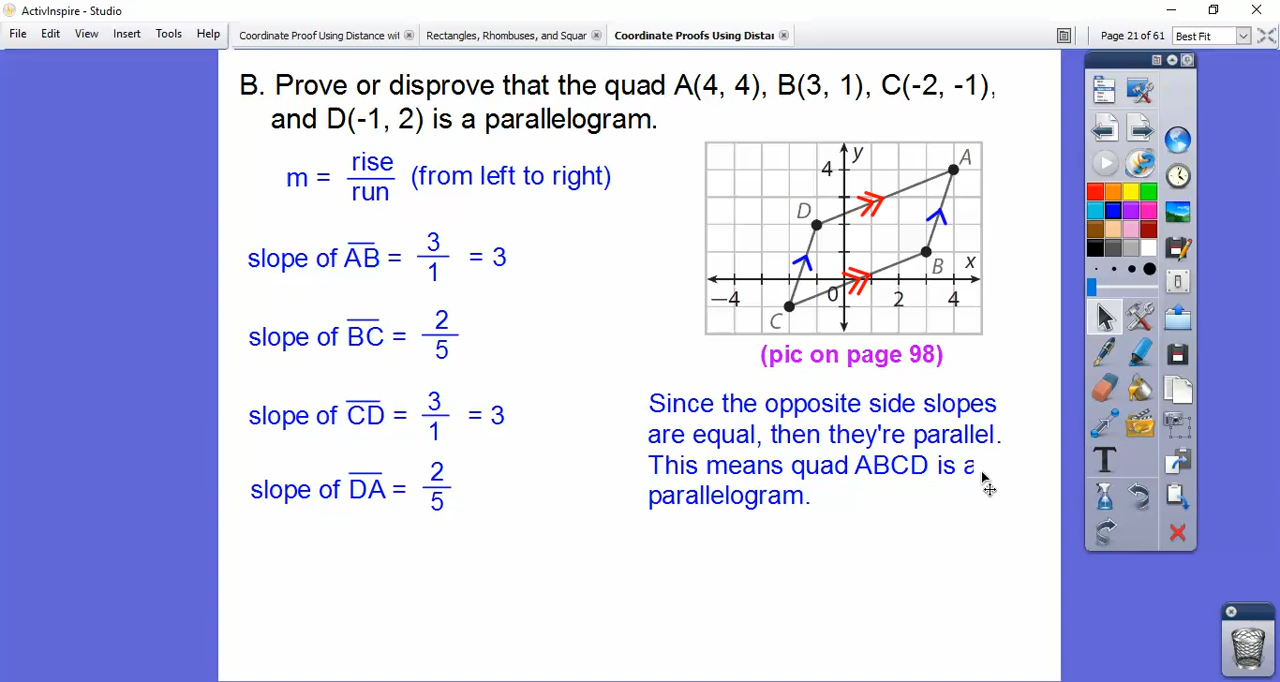 ActivInspire - Studio
File Edit View Insert Tools Help
Coordinate Proof Using Distance wit
Rectangles, Rhombuses, and Squar
Coordinate Proofs Using Distar
Page 21 of 61
Best Fit
B. Prove or disprove that the quad A(4, 4), B(3, 1), C(-2, -1),
and D(-1, 2) is a parallelogram.
m = rise/run (from left to right)
slope of AB = 3/1 = 3
slope of BC = 2/5
slope of CD = 3/1 = 3
slope of DA = 2/5
y
4
A
D
B
x
-4
0
2
4
C
(pic on page 98)
Since the opposite side slopes
are equal, then they're parallel.
This means quad ABCD is a
parallelogram.
T